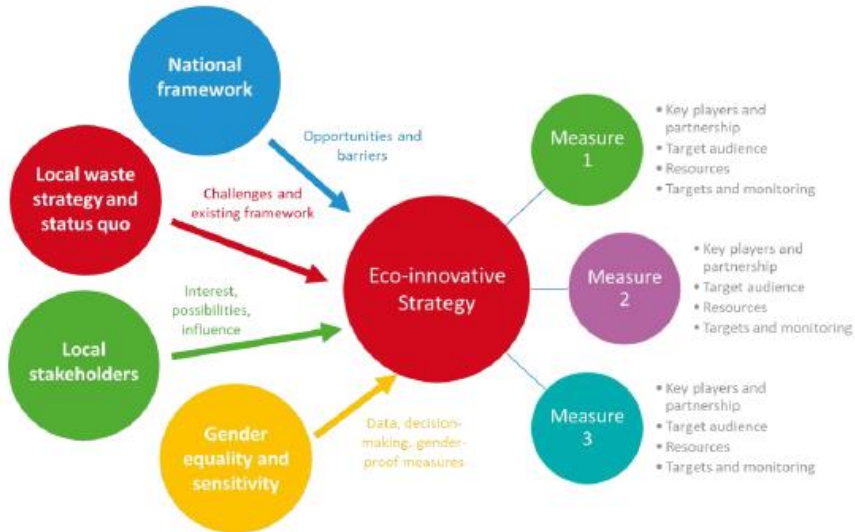 National
framework
Opportunities and
barriers
Local waste
strategy and
status quo
Challenges and
existing framework
Interest,
possibilities,
influence
Local
stakeholders
Gender
equality and
sensitivity
Data, decision-
making, gender-
proof measures
Eco-innovative
Strategy
Measure
1
• Key players and
partnership
• Target audience
• Resources
• Targets and monitoring
Measure
2
• Key players and
partnership
• Target audience
• Resources
• Targets and monitoring
Measure
3
• Key players and
partnership
• Target audience
• Resources
• Targets and monitoring